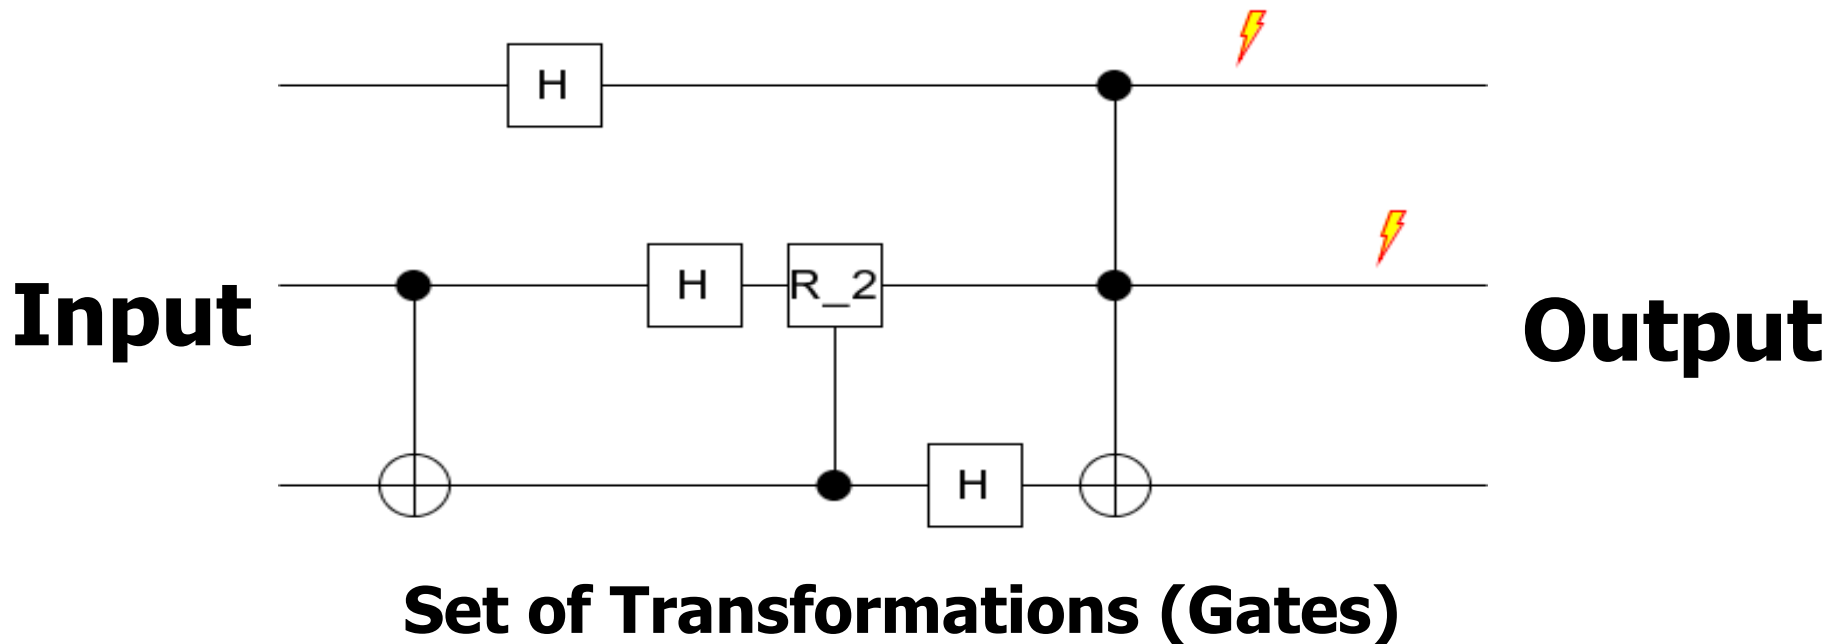 H
H
R_2
Input
Output
H
Set of Transformations (Gates)